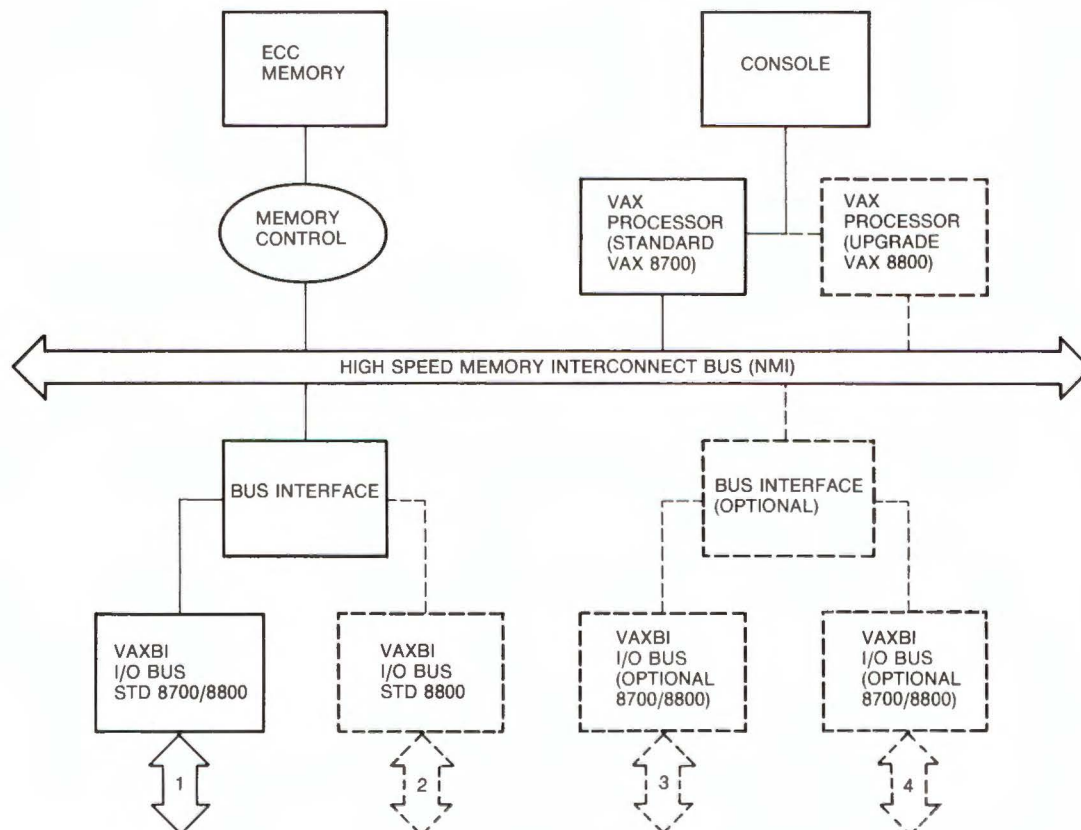 ECC
MEMORY
CONSOLE
MEMORY
CONTROL
VAX
PROCESSOR
(STANDARD
VAX 8700)
VAX
PROCESSOR
(UPGRADE
VAX 8800)
HIGH SPEED MEMORY INTERCONNECT BUS (NMI)
BUS INTERFACE
BUS INTERFACE
(OPTIONAL)
VAXBI
I/O BUS
STD 8700/8800
VAXBI
I/O BUS
STD 8800
VAXBI
I/O BUS
(OPTIONAL
8700/8800)
VAXBI
I/O BUS
(OPTIONAL
8700/8800)
1
2
3
4